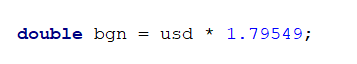 double bgn = usd * 1.79549;